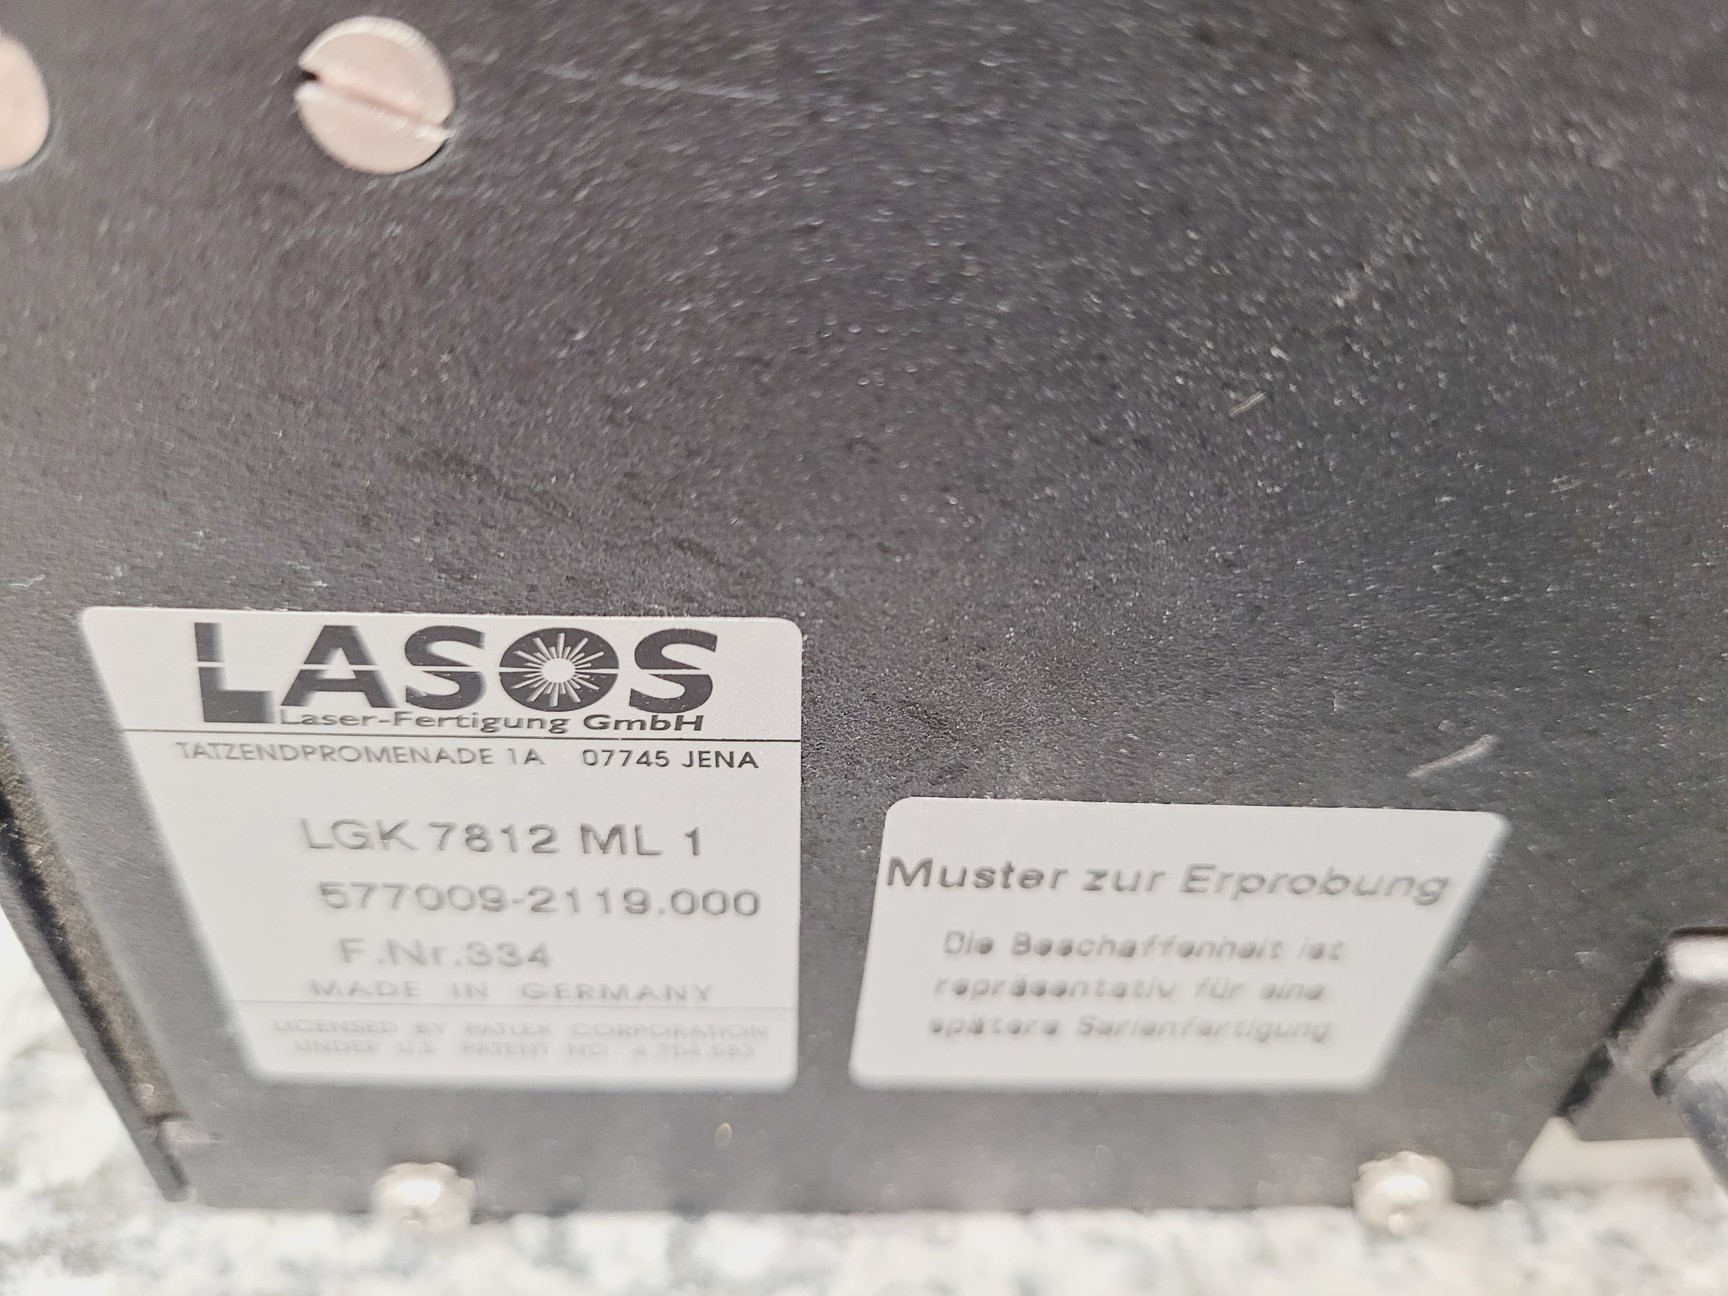 LASOS
Laser-Fertigung GmbH
TATZENDPROMENADE 1A 07745 JENA
LGK 7812 ML 1
577009-2119.000
F.Nr.334
MADE IN GERMANY
LICENSED BY PATLEX CORPORATION
UNDER U.S. PATENT NO.
Muster zur Erprobung
Die Beschaffenheit ist
repräsentativ für eine
spätere Serienfertigung